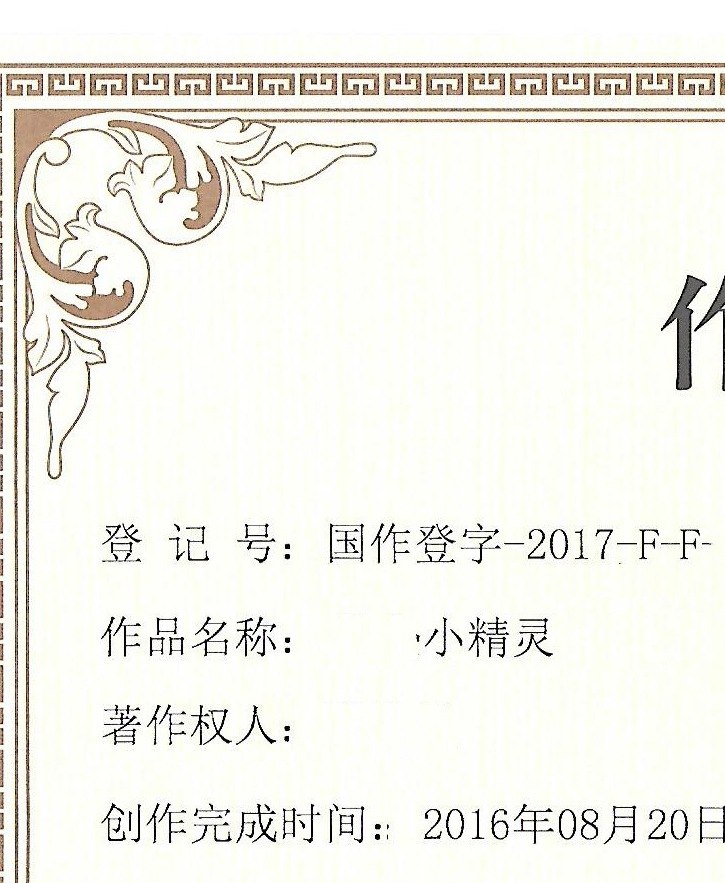 作
登 记 号：国作登字-2017-F-F-
作品名称： 小精灵
著作权人：
创作完成时间： 2016年08月20日